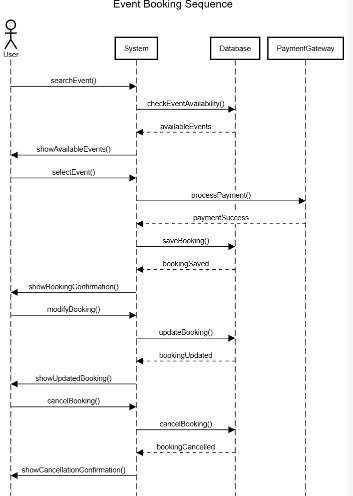 Event Booking Sequence
User
System
Database
PaymentGateway
searchEvent()
checkEventAvailability()
availableEvents
showAvailableEvents()
selectEvent()
processPayment()
paymentSuccess
saveBooking()
bookingSaved
showBookingConfirmation()
modifyBooking()
updateBooking()
bookingUpdated
showUpdatedBooking()
cancelBooking()
cancelBooking()
bookingCancelled
showCancellationConfirmation()